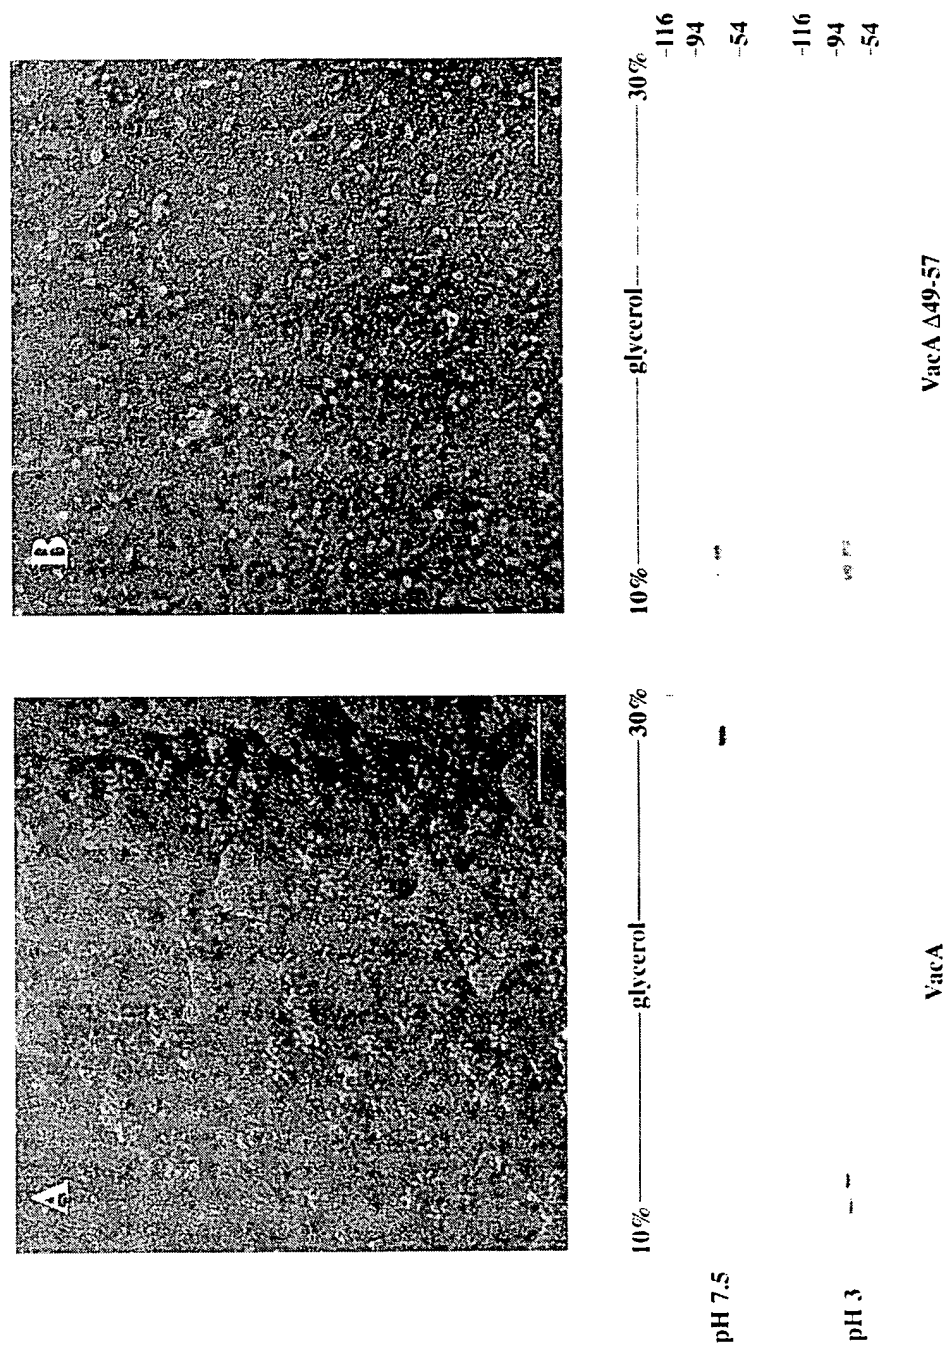 A
B
10%—glycerol—30%
10%—glycerol—30%
pH 7.5
-116
-94
-54
pH 3
-116
-94
-54
VacA
VacA Δ49-57